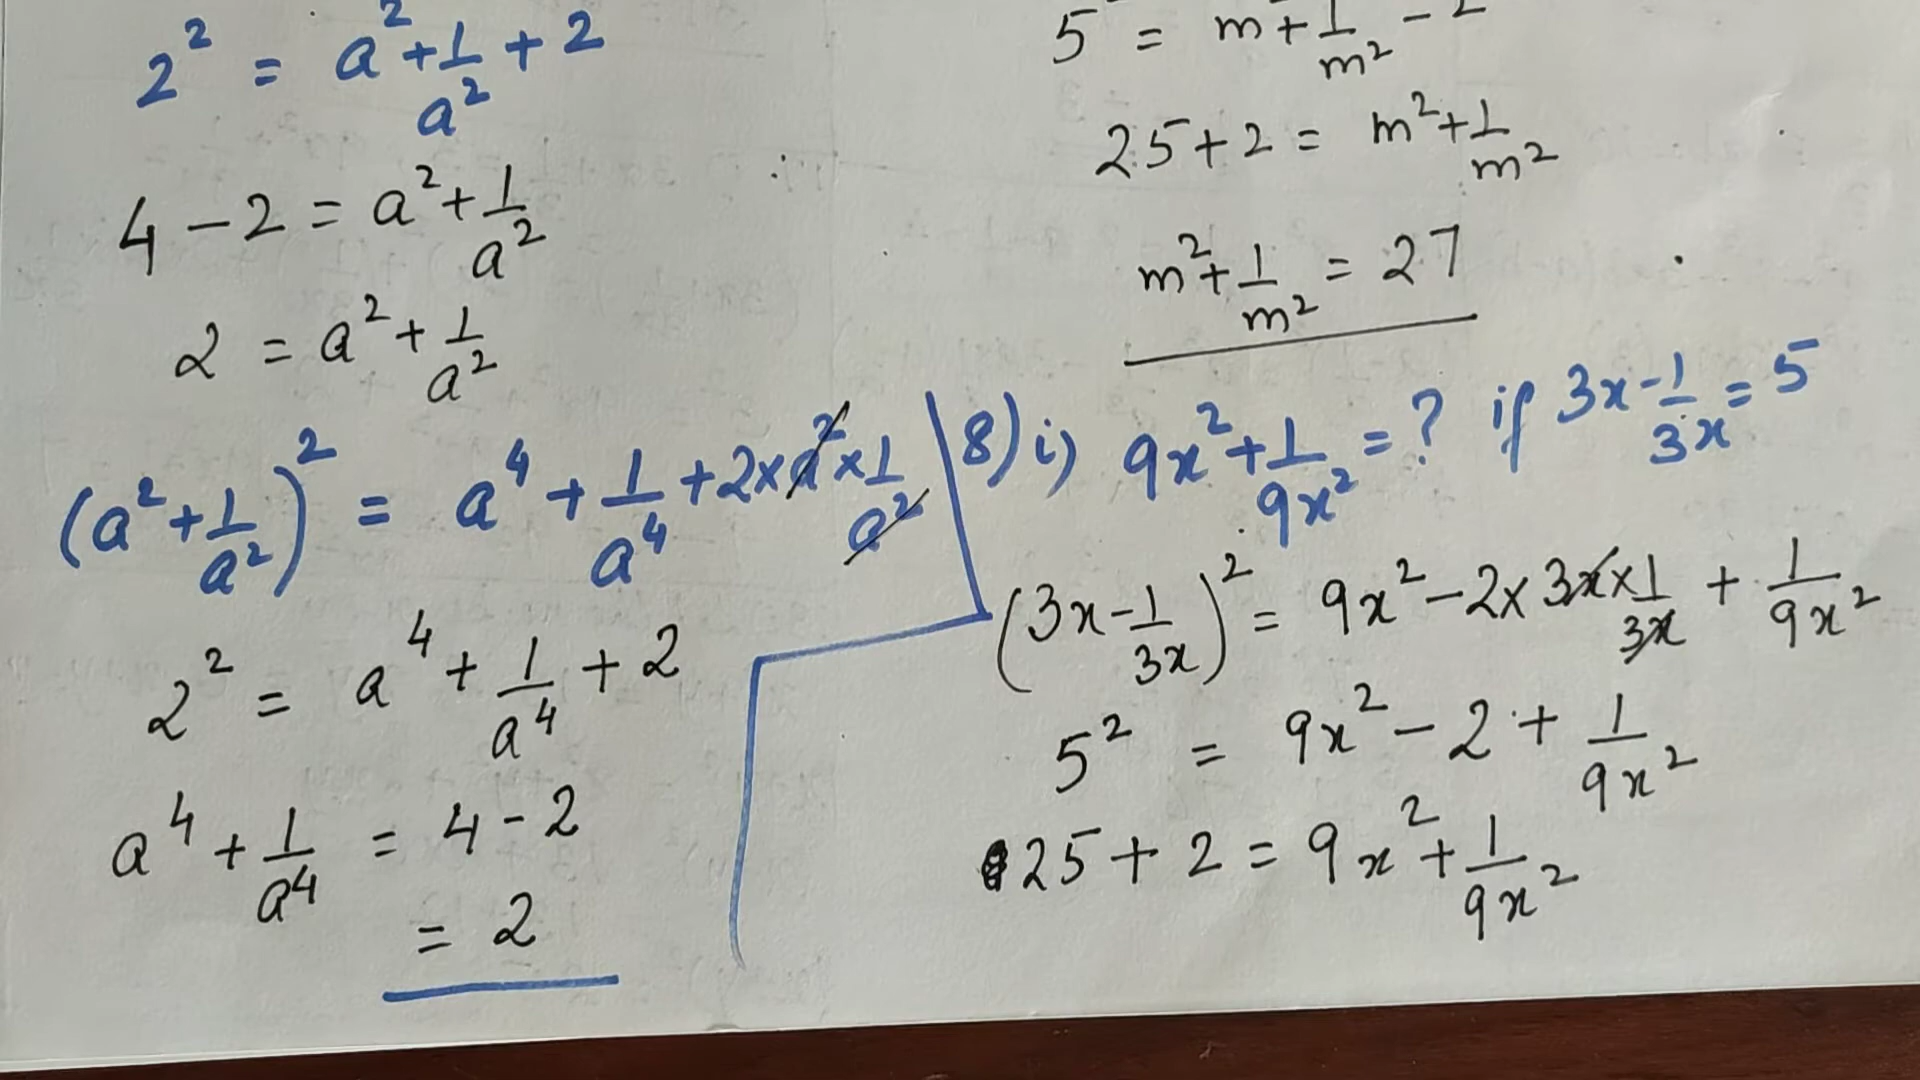 2² = a² + 1/a² + 2
4 - 2 = a² + 1/a²
2 = a² + 1/a²
(a² + 1/a²)² = a⁴ + 1/a⁴ + 2 × a² × 1/a²
2² = a⁴ + 1/a⁴ + 2
a⁴ + 1/a⁴ = 4 - 2
= 2
5 = m + 1/m² -
25 + 2 = m² + 1/m²
m² + 1/m² = 27
8) i) 9x² + 1/9x² = ? if 3x - 1/3x = 5
(3x - 1/3x)² = 9x² - 2 × 3x × 1/3x + 1/9x²
5² = 9x² - 2 + 1/9x²
25 + 2 = 9x² + 1/9x²